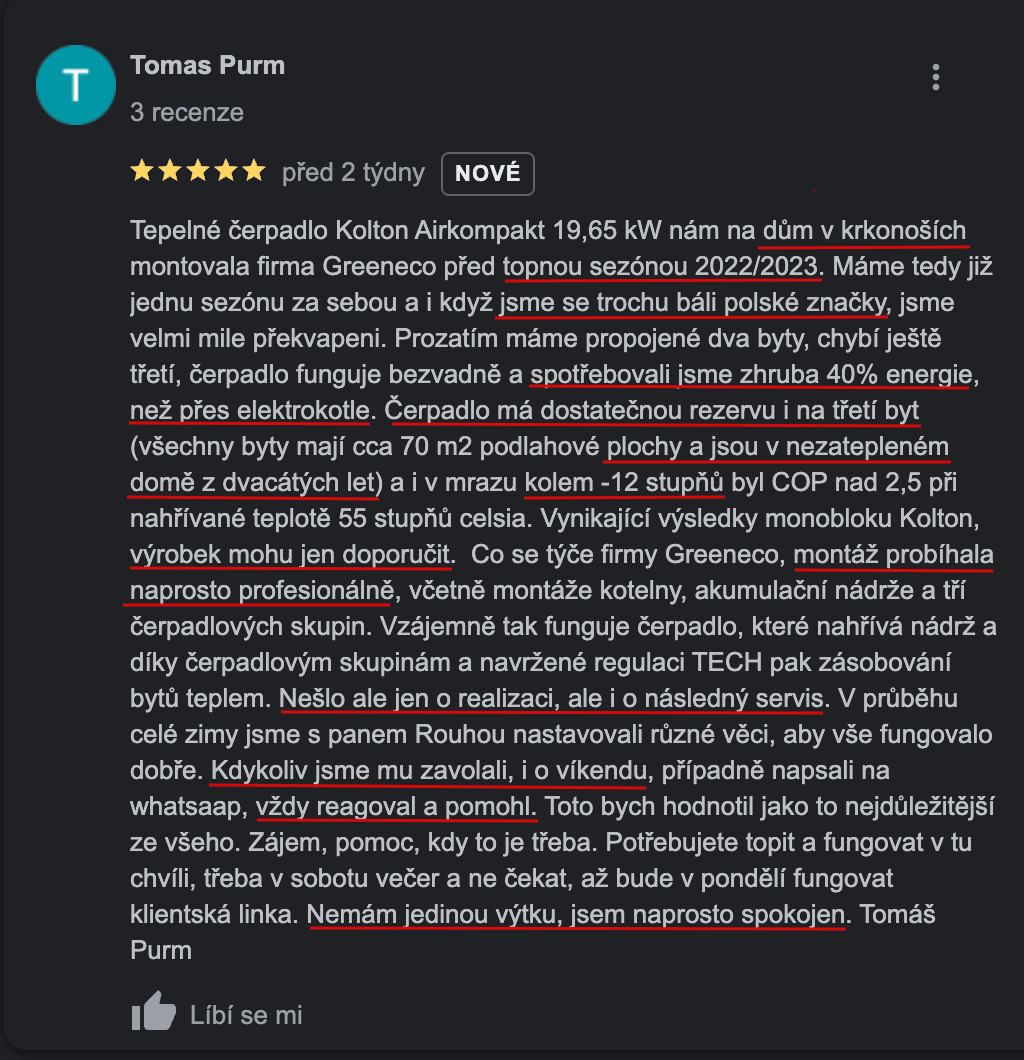 T
Tomas Purm
3 recenze
před 2 týdny NOVÉ
Tepelné čerpadlo Kolton Airkompakt 19,65 kW nám na dům v krkonoších
montovala firma Greeneco před topnou sezónou 2022/2023. Máme tedy již
jednu sezónu za sebou a i když jsme se trochu báli polské značky, jsme
velmi mile překvapeni. Prozatím máme propojené dva byty, chybí ještě
třetí, čerpadlo funguje bezvadně a spotřebovali jsme zhruba 40% energie,
než přes elektrokotle. Čerpadlo má dostatečnou rezervu i na třetí byt
(všechny byty mají cca 70 m2 podlahové plochy a jsou v nezatepleném
domě z dvacátých let) a i v mrazu kolem -12 stupňů byl COP nad 2,5 při
nahřívané teplotě 55 stupňů celsia. Vynikající výsledky monobloku Kolton,
výrobek mohu jen doporučit.  Co se týče firmy Greeneco, montáž probíhala
naprosto profesionálně, včetně montáže kotelny, akumulační nádrže a tří
čerpadlových skupin. Vzájemně tak funguje čerpadlo, které nahřívá nádrž a
díky čerpadlovým skupinám a navržené regulaci TECH pak zásobování
bytů teplem. Nešlo ale jen o realizaci, ale i o následný servis. V průběhu
celé zimy jsme s panem Rouhou nastavovali různé věci, aby vše fungovalo
dobře. Kdykoliv jsme mu zavolali, i o víkendu, případně napsali na
whatsaap, vždy reagoval a pomohl. Toto bych hodnotil jako to nejdůležitější
ze všeho. Zájem, pomoc, kdy to je třeba. Potřebujete topit a fungovat v tu
chvíli, třeba v sobotu večer a ne čekat, až bude v pondělí fungovat
klientská linka. Nemám jedinou výtku, jsem naprosto spokojen. Tomáš
Purm
Líbí se mi